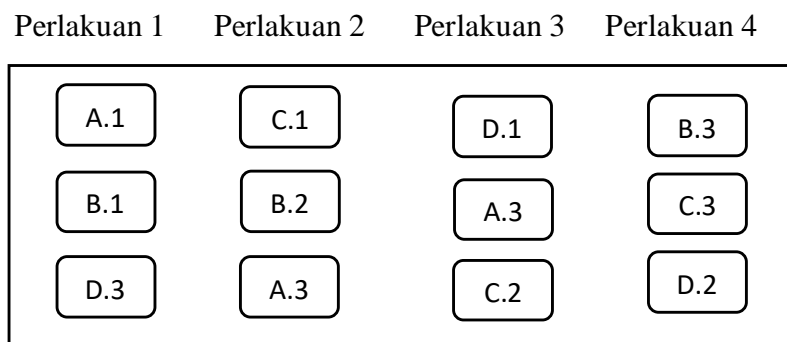 Perlakuan 1 Perlakuan 2 Perlakuan 3 Perlakuan 4
A.1 C.1 D.1 B.3
B.1 B.2 A.3 C.3
D.3 A.3 C.2 D.2